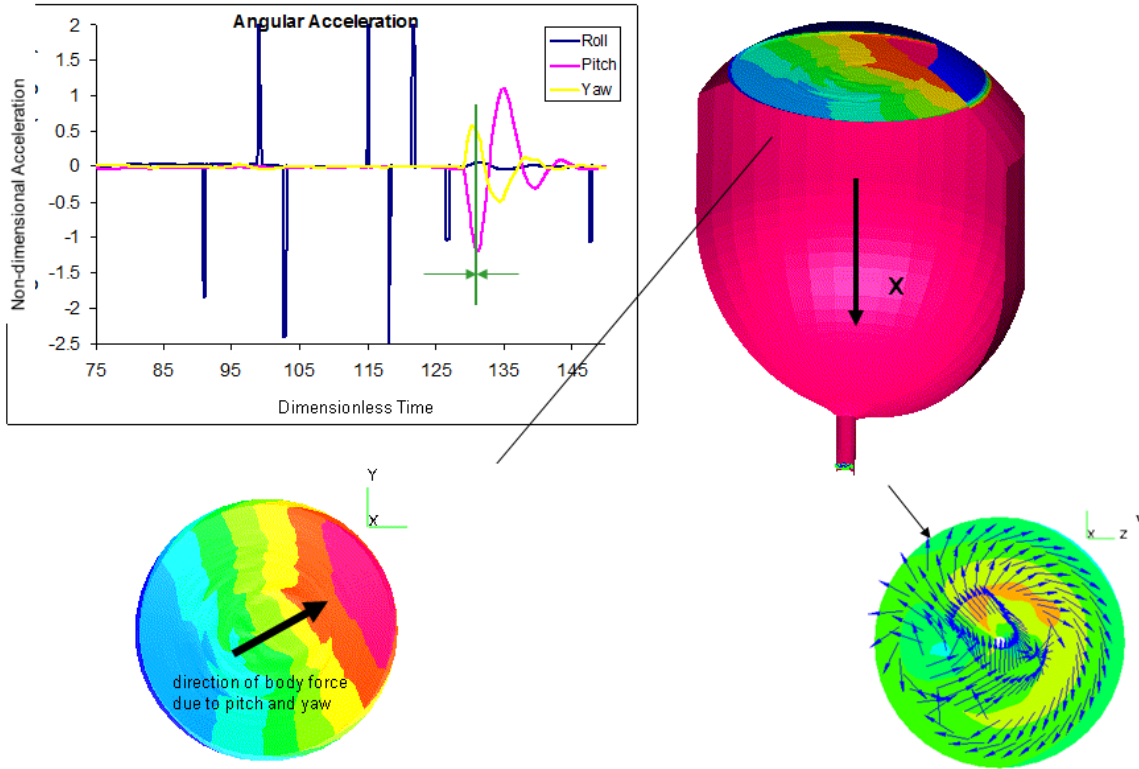 Angular Acceleration
Non-dimensional Acceleration
2
1.5
1
0.5
0
-0.5
-1
-1.5
-2
-2.5
75
85
95
105
115
125
135
145
Dimensionless Time
Roll
Pitch
Yaw
X
Y
X
direction of body force
due to pitch and yaw
x
z